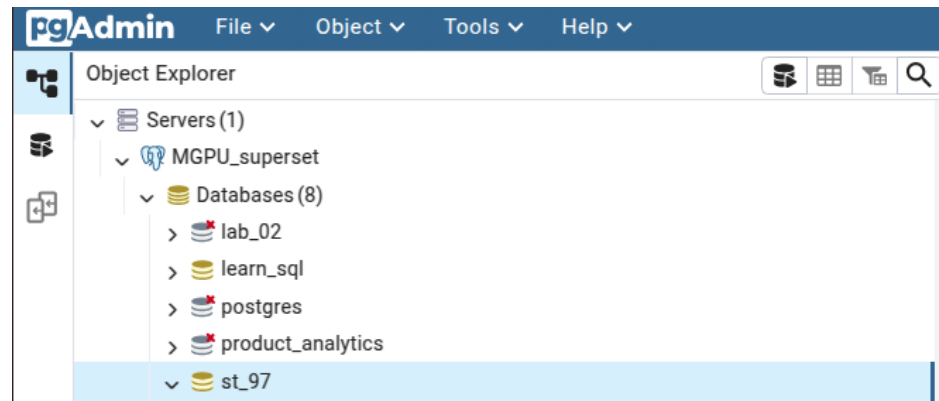 pgAdmin File Object Tools Help
Object Explorer
Servers (1)
MGPU_superset
Databases (8)
lab_02
learn_sql
postgres
product_analytics
st_97